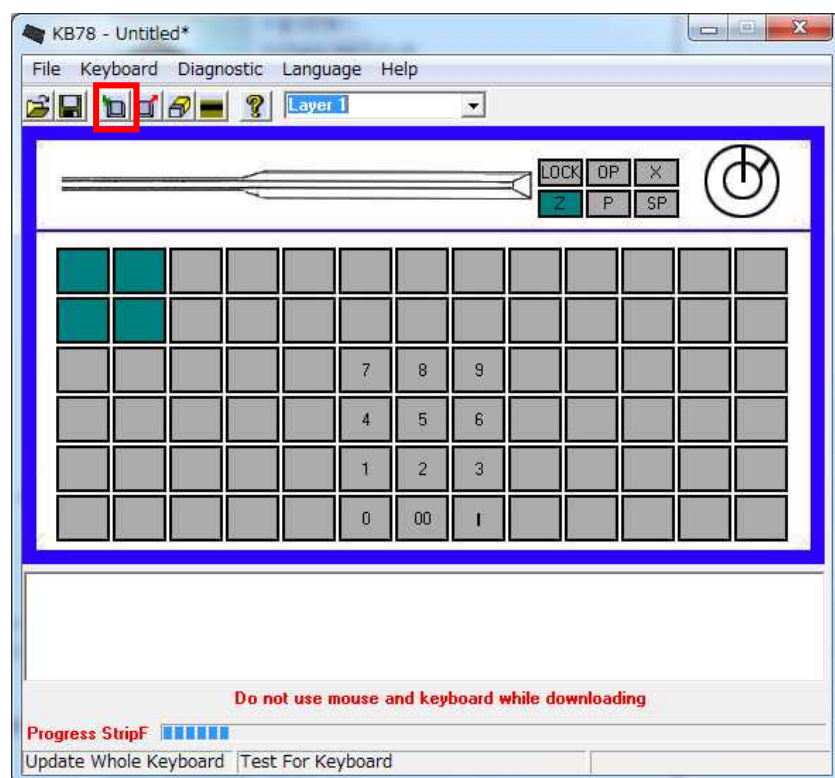 KB78 - Untitled*
File Keyboard Diagnostic Language Help
Layer 1
LOCK OP X
Z P SP
7 8 9
4 5 6
1 2 3
0 00 .
Do not use mouse and keyboard while downloading
Progress StripF
Update Whole Keyboard Test For Keyboard